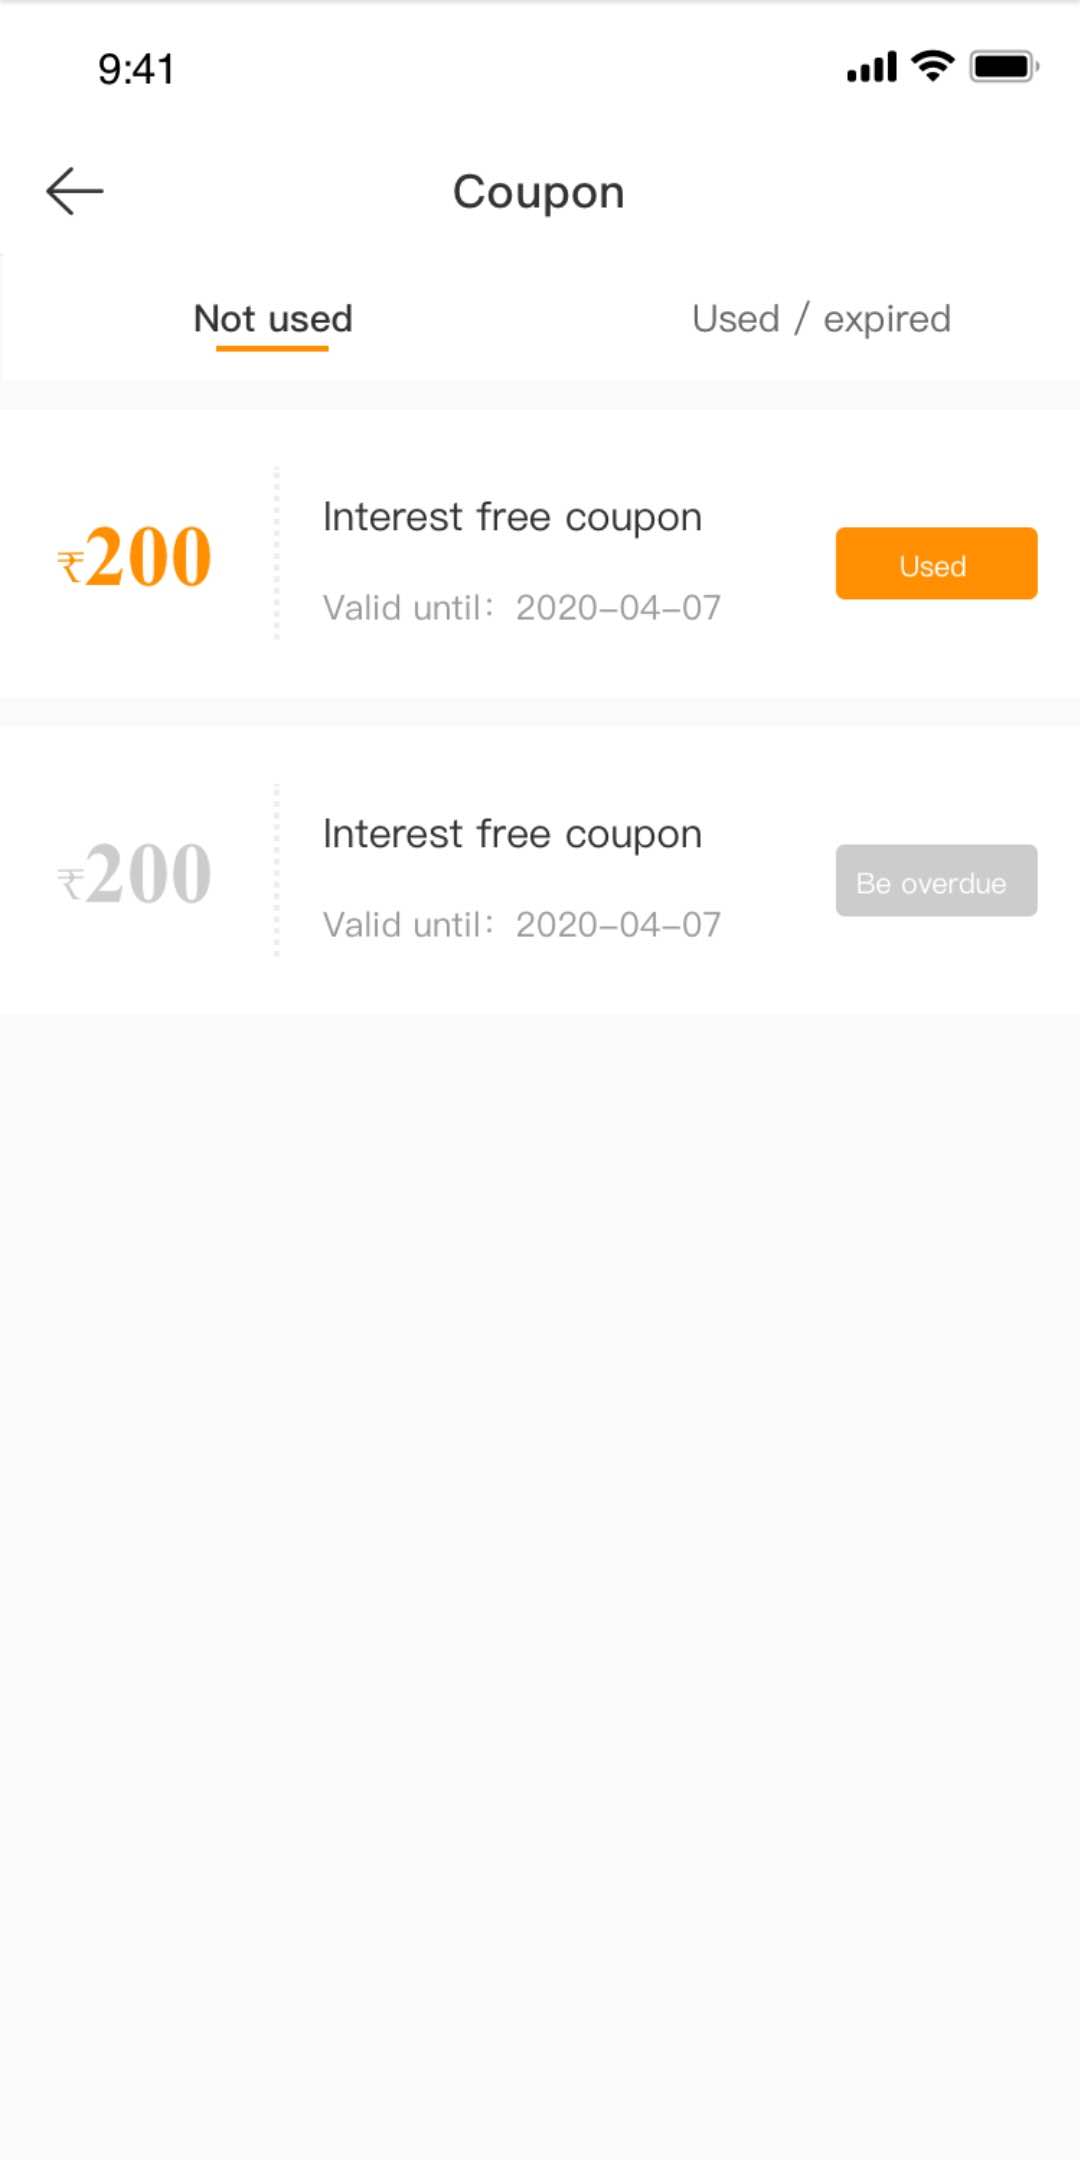 9:41
Coupon
Not used
Used / expired
₹200
Interest free coupon
Valid until：2020-04-07
Used
₹200
Interest free coupon
Valid until：2020-04-07
Be overdue